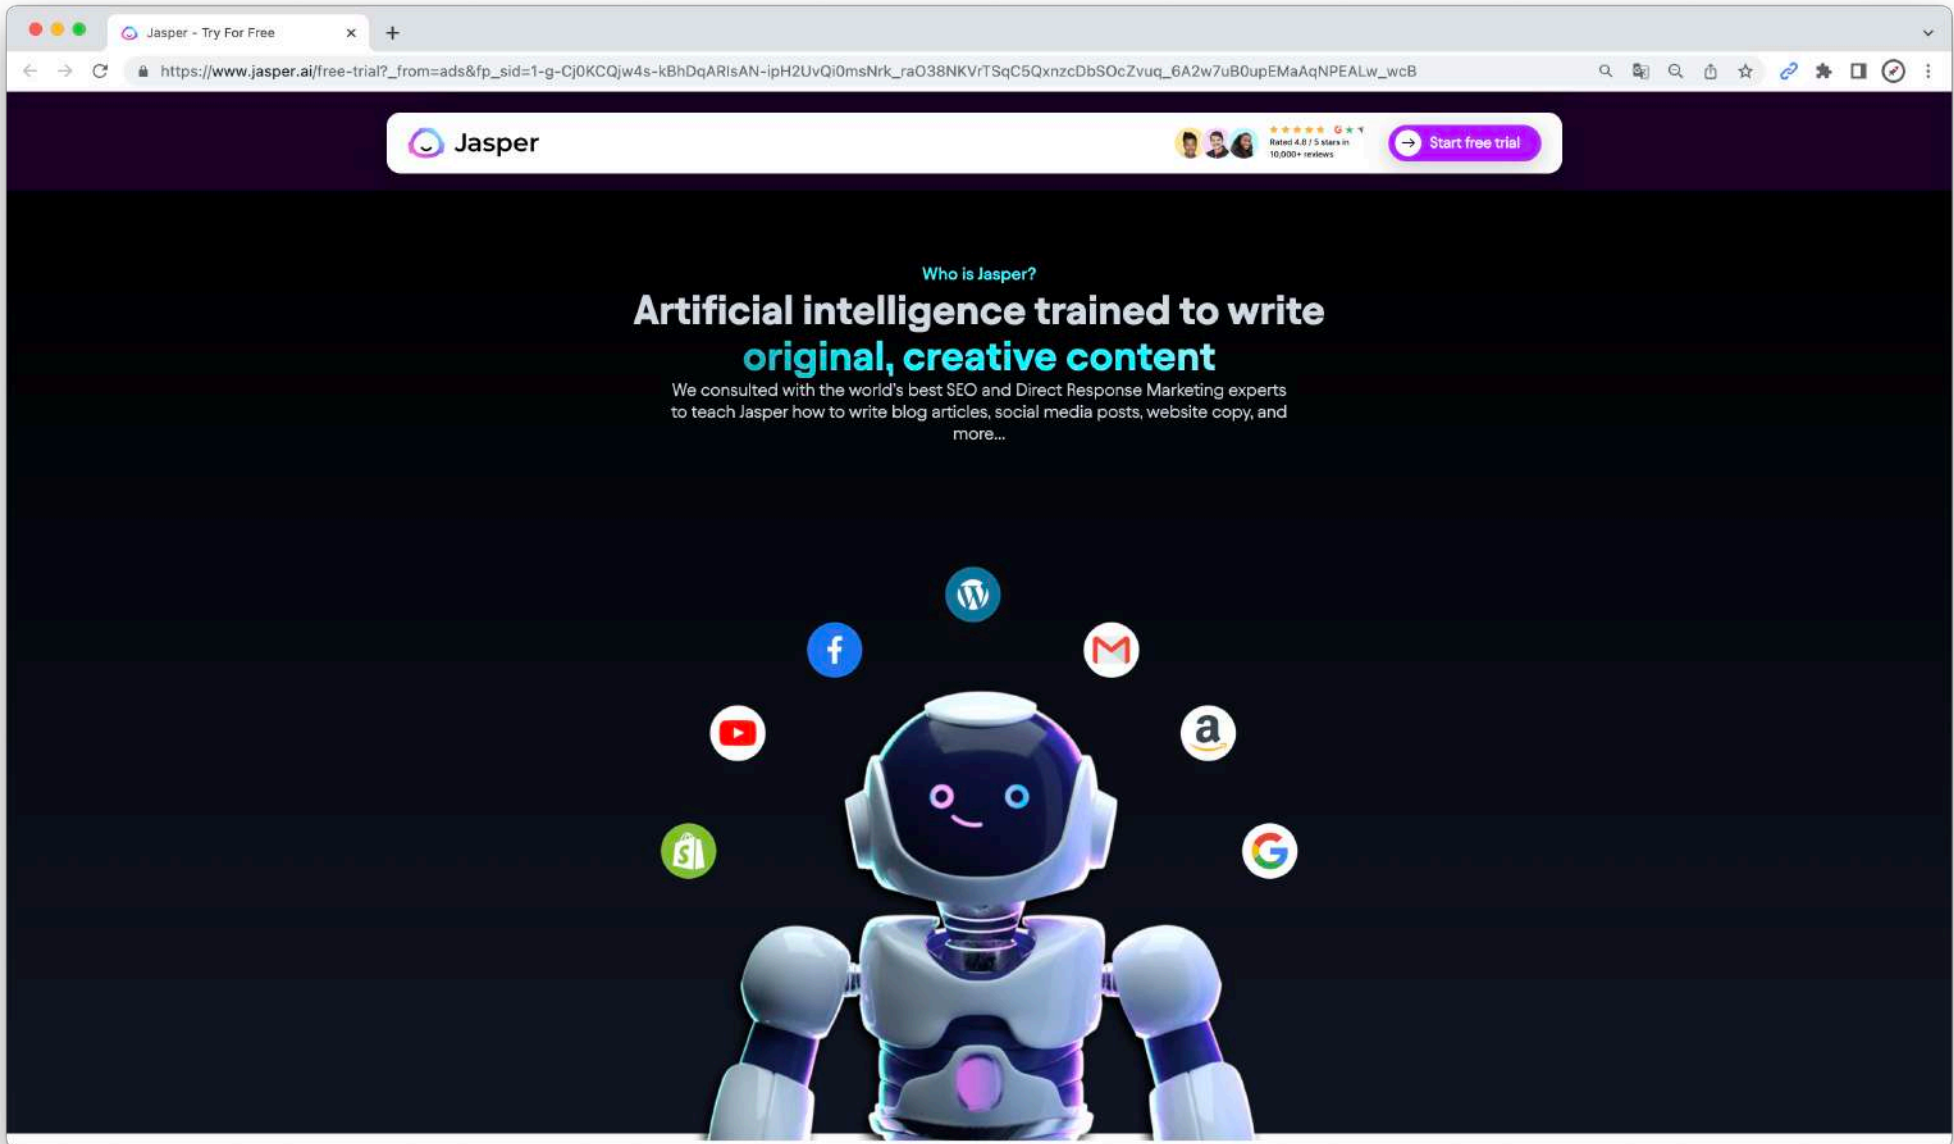 Jasper - Try For Free
https://www.jasper.ai/free-trial?_from=ads&fp_sid=1-g-Cj0KCQjw4s-kBhDqARIsAN-ipH2UvQi0msNrk_raO38NKVrTSqC5QxnzcDbSOcZvuq_6A2w7uB0upEMaAqNPEALw_wcB
Jasper
Rated 4.8 / 5 stars in
10,000+ reviews
Start free trial
Who is Jasper?
Artificial intelligence trained to write
original, creative content
We consulted with the world's best SEO and Direct Response Marketing experts
to teach Jasper how to write blog articles, social media posts, website copy, and
more...